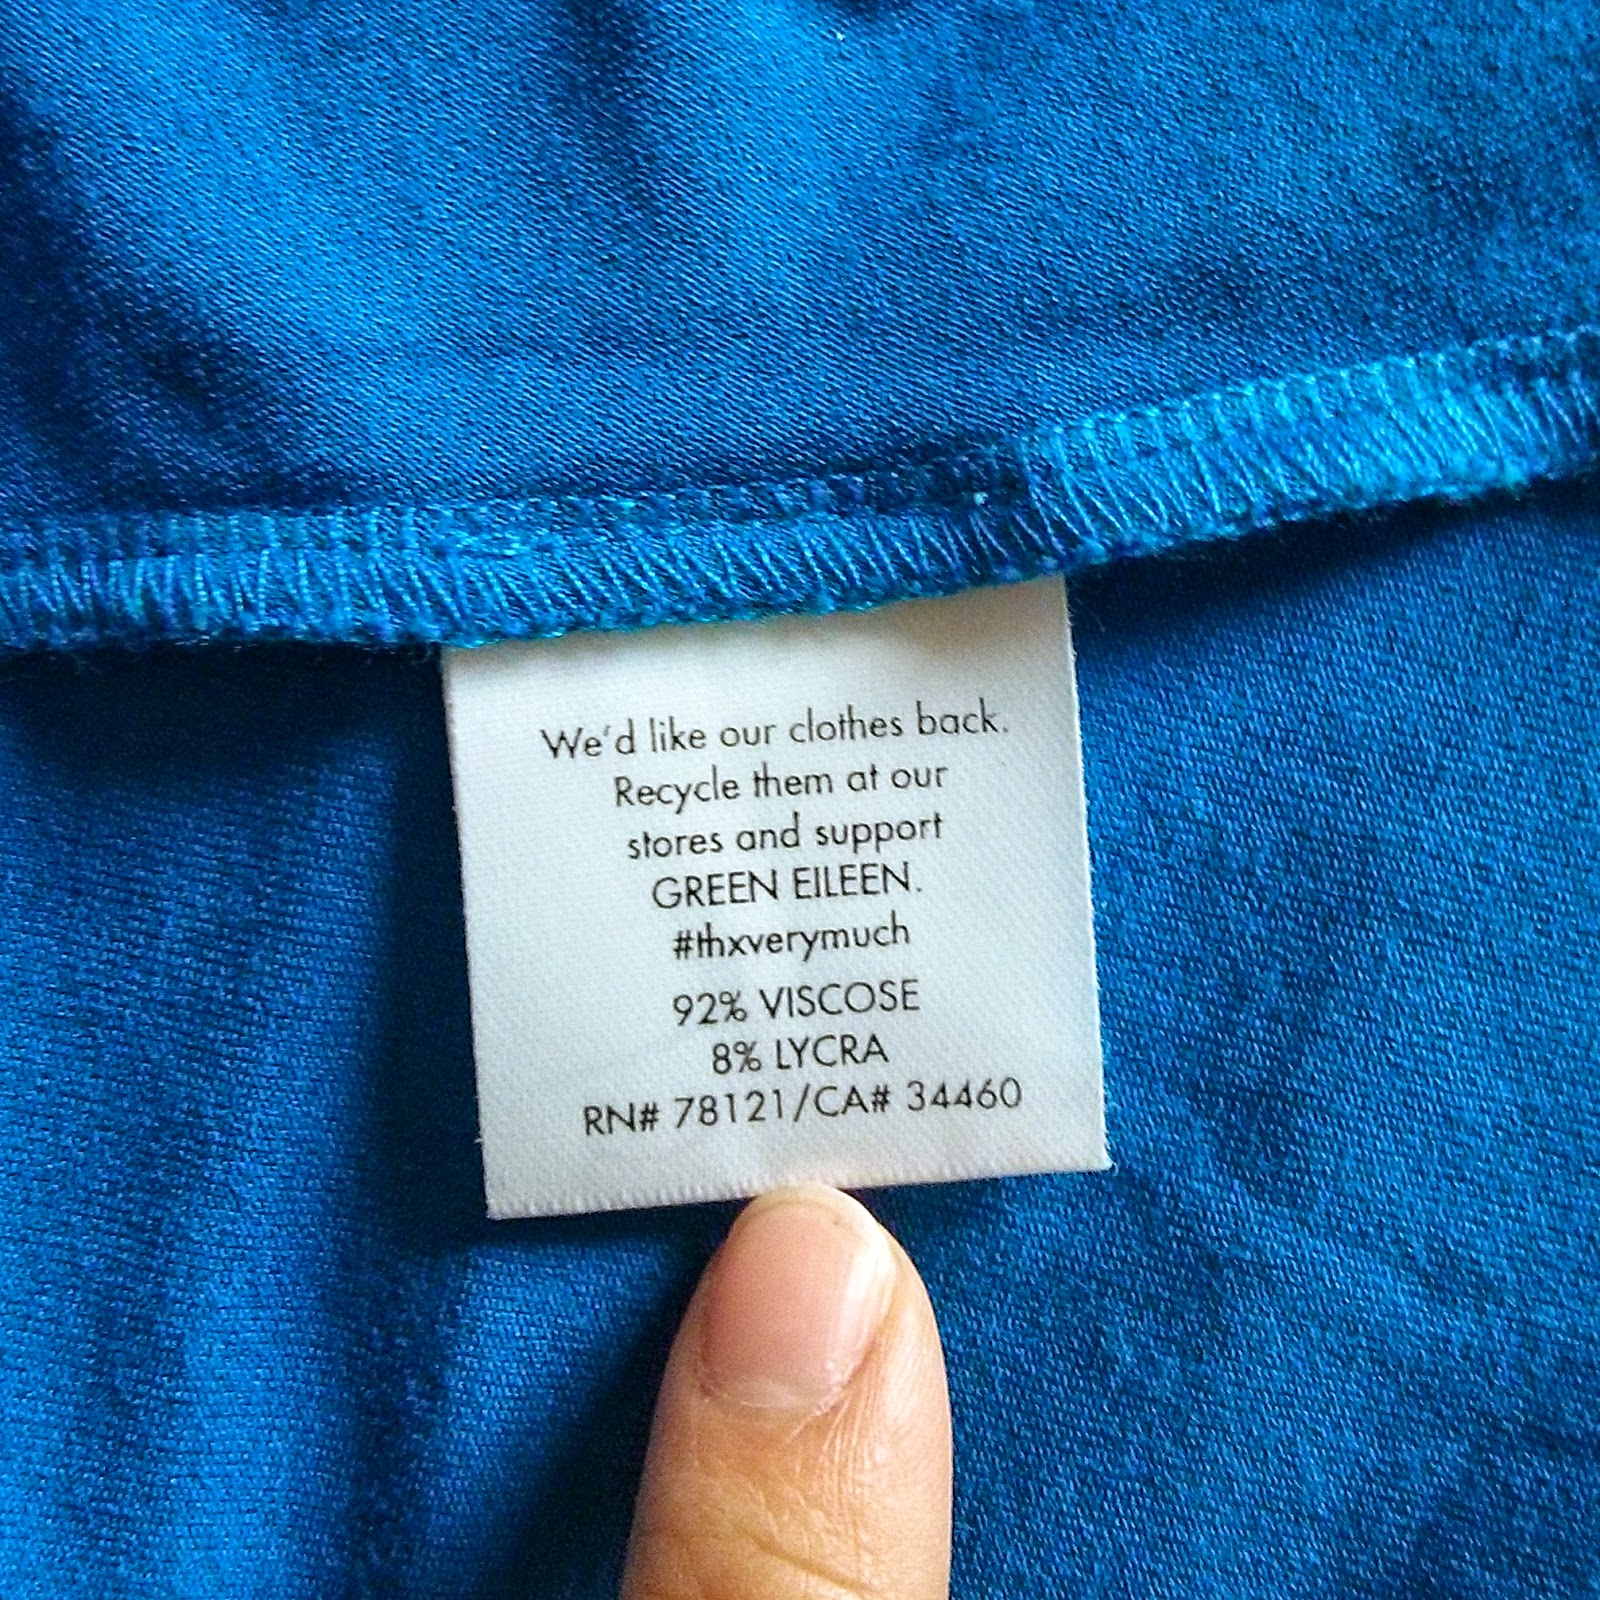 We'd like our clothes back.
Recycle them at our
stores and support
GREEN EILEEN.
#thxverymuch
92% VISCOSE
8% LYCRA
RN# 78121/CA# 34460